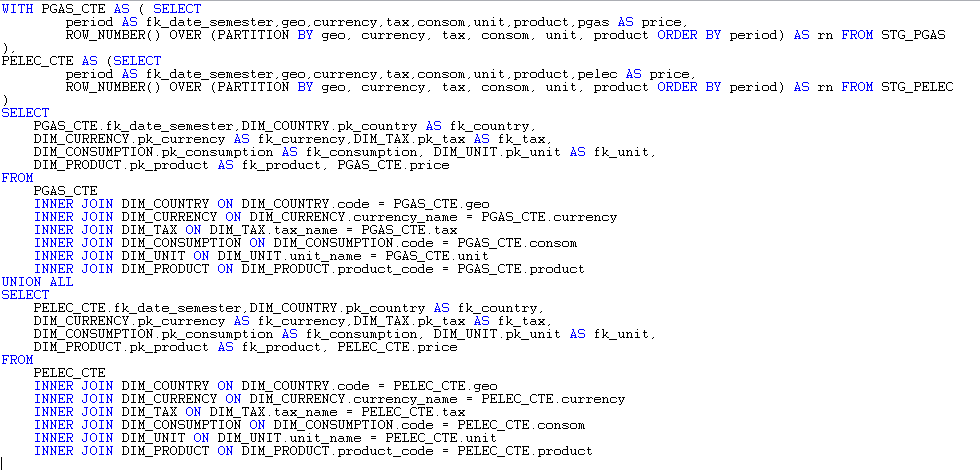 WITH PGAS_CTE AS ( SELECT
        period AS fk_date_semester,geo,currency,tax,consom,unit,product,pgas AS price,
        ROW_NUMBER() OVER (PARTITION BY geo, currency, tax, consom, unit, product ORDER BY period) AS rn FROM STG_PGAS
),
PELEC_CTE AS (SELECT
        period AS fk_date_semester,geo,currency,tax,consom,unit,product,pelec AS price,
        ROW_NUMBER() OVER (PARTITION BY geo, currency, tax, consom, unit, product ORDER BY period) AS rn FROM STG_PELEC
)
SELECT
    PGAS_CTE.fk_date_semester,DIM_COUNTRY.pk_country AS fk_country,
    DIM_CURRENCY.pk_currency AS fk_currency,DIM_TAX.pk_tax AS fk_tax,
    DIM_CONSUMPTION.pk_consumption AS fk_consumption, DIM_UNIT.pk_unit AS fk_unit,
    DIM_PRODUCT.pk_product AS fk_product, PGAS_CTE.price
FROM
    PGAS_CTE
    INNER JOIN DIM_COUNTRY ON DIM_COUNTRY.code = PGAS_CTE.geo
    INNER JOIN DIM_CURRENCY ON DIM_CURRENCY.currency_name = PGAS_CTE.currency
    INNER JOIN DIM_TAX ON DIM_TAX.tax_name = PGAS_CTE.tax
    INNER JOIN DIM_CONSUMPTION ON DIM_CONSUMPTION.code = PGAS_CTE.consom
    INNER JOIN DIM_UNIT ON DIM_UNIT.unit_name = PGAS_CTE.unit
    INNER JOIN DIM_PRODUCT ON DIM_PRODUCT.product_code = PGAS_CTE.product
UNION ALL
SELECT
    PELEC_CTE.fk_date_semester,DIM_COUNTRY.pk_country AS fk_country,
    DIM_CURRENCY.pk_currency AS fk_currency,DIM_TAX.pk_tax AS fk_tax,
    DIM_CONSUMPTION.pk_consumption AS fk_consumption, DIM_UNIT.pk_unit AS fk_unit,
    DIM_PRODUCT.pk_product AS fk_product, PELEC_CTE.price
FROM
    PELEC_CTE
    INNER JOIN DIM_COUNTRY ON DIM_COUNTRY.code = PELEC_CTE.geo
    INNER JOIN DIM_CURRENCY ON DIM_CURRENCY.currency_name = PELEC_CTE.currency
    INNER JOIN DIM_TAX ON DIM_TAX.tax_name = PELEC_CTE.tax
    INNER JOIN DIM_CONSUMPTION ON DIM_CONSUMPTION.code = PELEC_CTE.consom
    INNER JOIN DIM_UNIT ON DIM_UNIT.unit_name = PELEC_CTE.unit
    INNER JOIN DIM_PRODUCT ON DIM_PRODUCT.product_code = PELEC_CTE.product